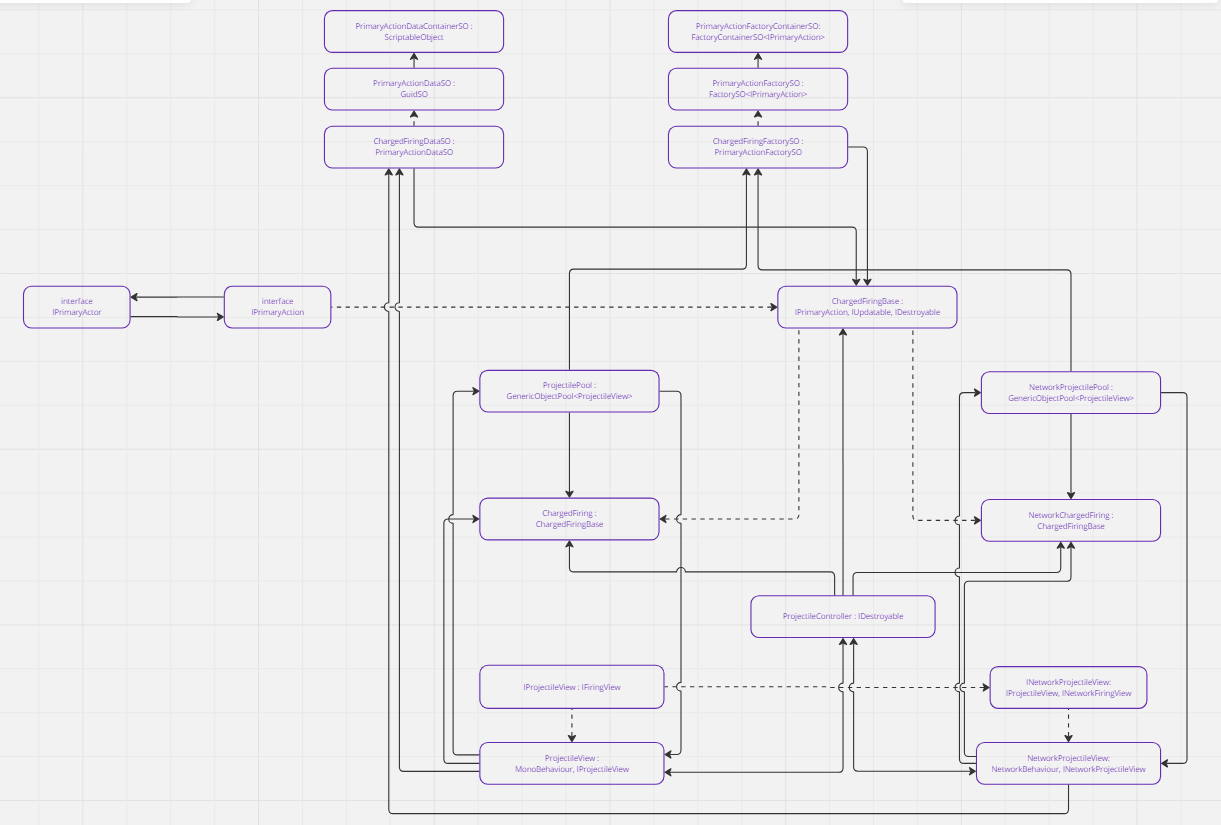 PrimaryActionDataContainerSO :
ScriptableObject
PrimaryActionFactoryContainerSO:
FactoryContainerSO<IPrimaryAction>
PrimaryActionDataSO :
GuidSO
PrimaryActionFactorySO :
FactorySO<IPrimaryAction>
ChargedFiringDataSO :
PrimaryActionDataSO
ChargedFiringFactorySO :
PrimaryActionFactorySO
interface
IPrimaryActor
interface
IPrimaryAction
ChargedFiringBase :
IPrimaryAction, IUpdatable, IDestroyable
ProjectilePool :
GenericObjectPool<ProjectileView>
NetworkProjectilePool :
GenericObjectPool<ProjectileView>
ChargedFiring :
ChargedFiringBase
NetworkChargedFiring :
ChargedFiringBase
ProjectileController : IDestroyable
IProjectileView : IFiringView
INetworkProjectileView:
IProjectileView, INetworkFiringView
ProjectileView :
MonoBehaviour, IProjectileView
NetworkProjectileView:
NetworkBehaviour, INetworkProjectileView